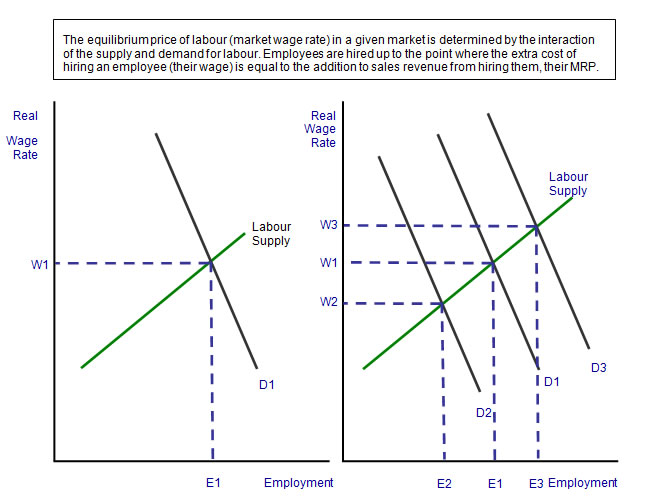 The equilibrium price of labour (market wage rate) in a given market is determined by the interaction
of the supply and demand for labour. Employees are hired up to the point where the extra cost of
hiring an employee (their wage) is equal to the addition to sales revenue from hiring them, their MRP.
Real
Wage
Rate
Labour
Supply
W1
D1
E1
Employment
Real
Wage
Rate
Labour
Supply
W3
W1
W2
D3
D1
D2
E2
E1
E3
Employment